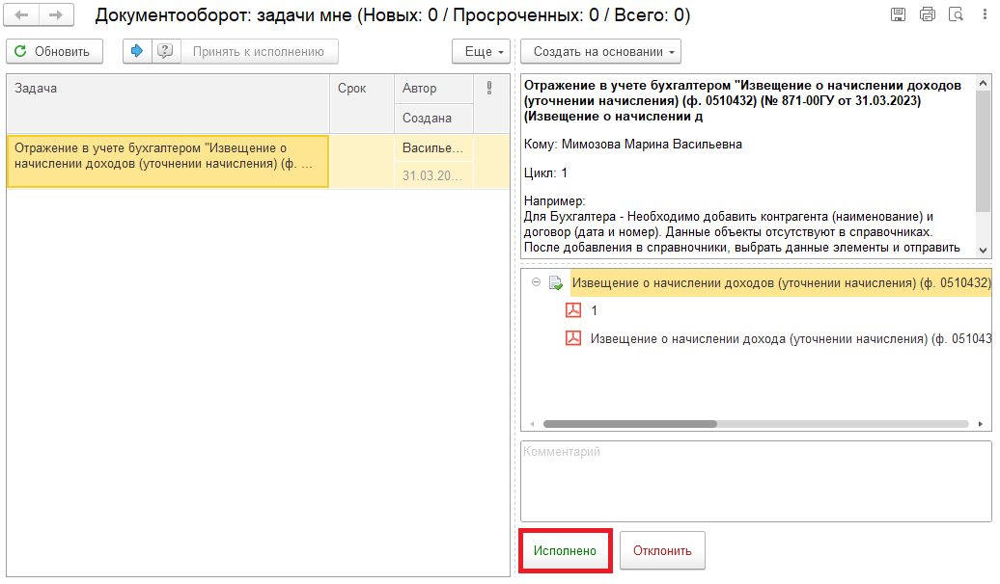 Документооборот: задачи мне (Новых: 0 / Просроченных: 0 / Всего: 0)
Обновить
Принять к исполнению
Еще
Создать на основании
Задача
Срок
Автор
Создана
Отражение в учете бухгалтером "Извещение о
начислении доходов (уточнении начисления) (ф. ...
Василье...
31.03.20...
Отражение в учете бухгалтером "Извещение о начислении доходов
(уточнении начисления) (ф. 0510432) (№ 871-00ГУ от 31.03.2023)
(Извещение о начислении д
Кому: Мимозова Марина Васильевна
Цикл: 1
Например:
Для Бухгалтера - Необходимо добавить контрагента (наименование) и
договор (дата и номер). Данные объекты отсутствуют в справочниках.
После добавления в справночники, выбрать данные элементы и отправить
Извещение о начислении доходов (уточнении начисления) (ф. 0510432)
1
Извещение о начислении дохода (уточнении начисления) (ф. 051043
Комментарий
Исполнено
Отклонить